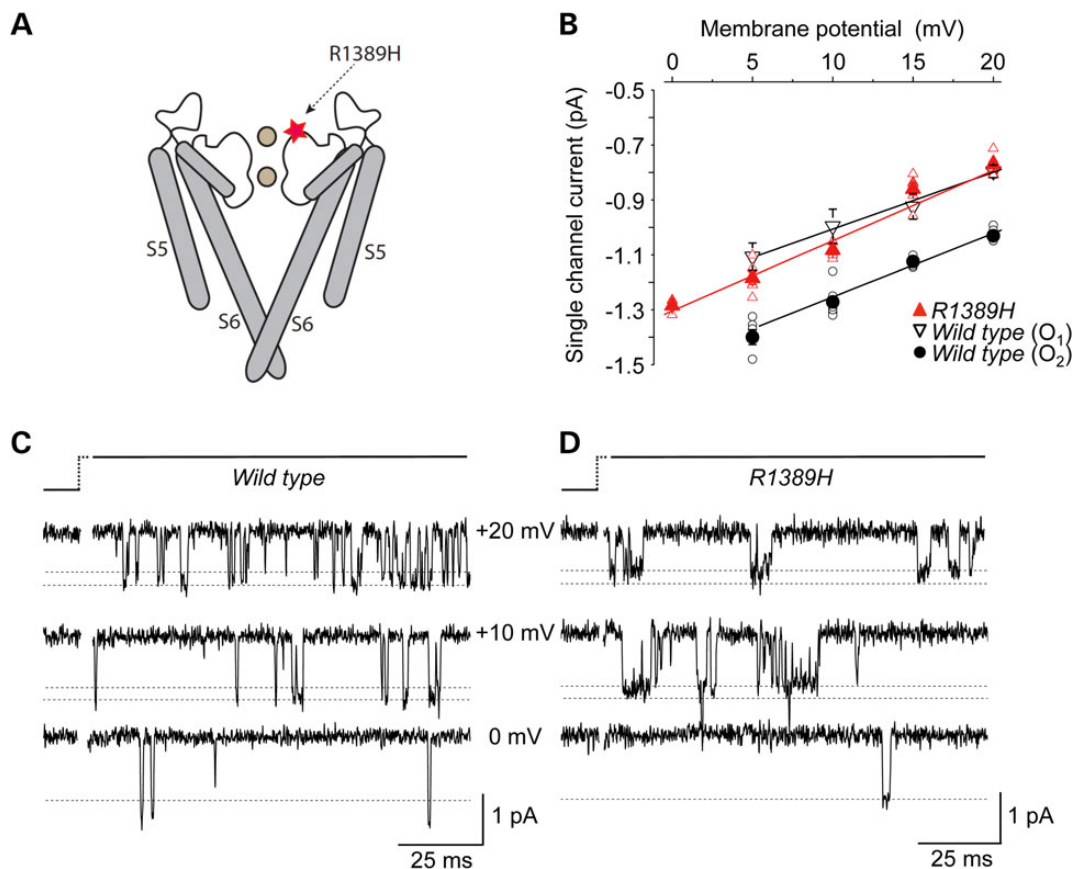 A
R1389H
S5
S5
S6
S6
B
Membrane potential (mV)
0 5 10 15 20
Single channel current (pA)
-0.5
-0.7
-0.9
-1.1
-1.3
-1.5
R1389H
Wild type (O₁)
Wild type (O₂)
C
Wild type
D
R1389H
+20 mV
+10 mV
0 mV
1 pA
25 ms
1 pA
25 ms